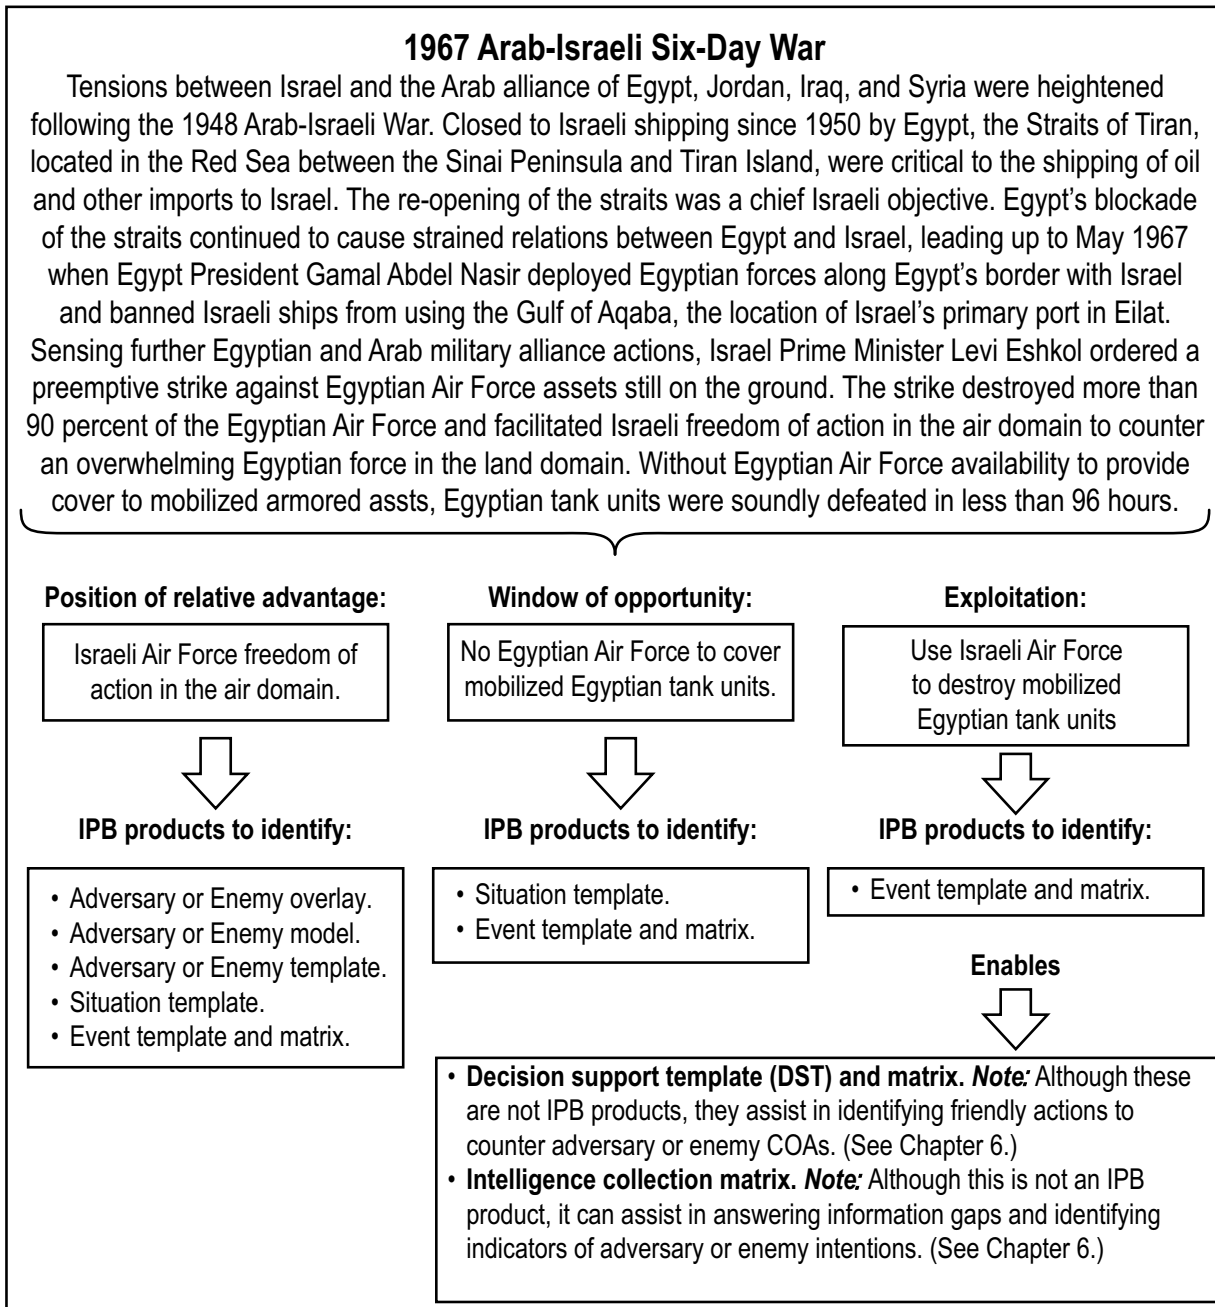 1967 Arab-Israeli Six-Day War
Tensions between Israel and the Arab alliance of Egypt, Jordan, Iraq, and Syria were heightened
following the 1948 Arab-Israeli War. Closed to Israeli shipping since 1950 by Egypt, the Straits of Tiran,
located in the Red Sea between the Sinai Peninsula and Tiran Island, were critical to the shipping of oil
and other imports to Israel. The re-opening of the straits was a chief Israeli objective. Egypt’s blockade
of the straits continued to cause strained relations between Egypt and Israel, leading up to May 1967
when Egypt President Gamal Abdel Nasir deployed Egyptian forces along Egypt’s border with Israel
and banned Israeli ships from using the Gulf of Aqaba, the location of Israel’s primary port in Eilat.
Sensing further Egyptian and Arab military alliance actions, Israel Prime Minister Levi Eshkol ordered a
preemptive strike against Egyptian Air Force assets still on the ground. The strike destroyed more than
90 percent of the Egyptian Air Force and facilitated Israeli freedom of action in the air domain to counter
an overwhelming Egyptian force in the land domain. Without Egyptian Air Force availability to provide
cover to mobilized armored assts, Egyptian tank units were soundly defeated in less than 96 hours.
Position of relative advantage:
Israeli Air Force freedom of
action in the air domain.
IPB products to identify:
• Adversary or Enemy overlay.
• Adversary or Enemy model.
• Adversary or Enemy template.
• Situation template.
• Event template and matrix.
Window of opportunity:
No Egyptian Air Force to cover
mobilized Egyptian tank units.
IPB products to identify:
• Situation template.
• Event template and matrix.
Exploitation:
Use Israeli Air Force
to destroy mobilized
Egyptian tank units
IPB products to identify:
• Event template and matrix.
Enables
• Decision support template (DST) and matrix. Note: Although these
are not IPB products, they assist in identifying friendly actions to
counter adversary or enemy COAs. (See Chapter 6.)
• Intelligence collection matrix. Note: Although this is not an IPB
product, it can assist in answering information gaps and identifying
indicators of adversary or enemy intentions. (See Chapter 6.)